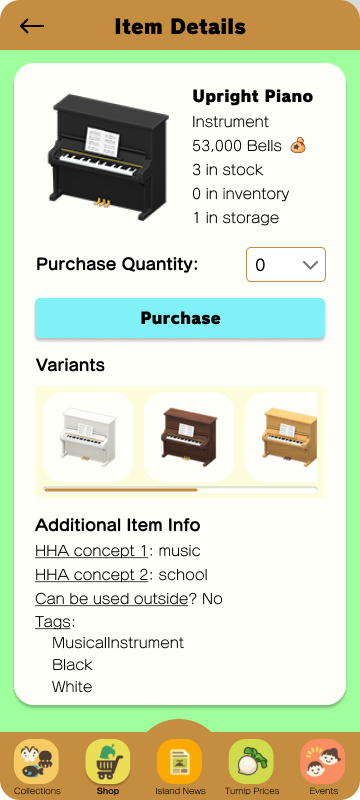 Item Details
Upright Piano
Instrument
53,000 Bells
3 in stock
0 in inventory
1 in storage
Purchase Quantity: 0
Purchase
Variants
Additional Item Info
HHA concept 1: music
HHA concept 2: school
Can be used outside? No
Tags:
MusicalInstrument
Black
White
Collections Shop Island News Turnip Prices Events